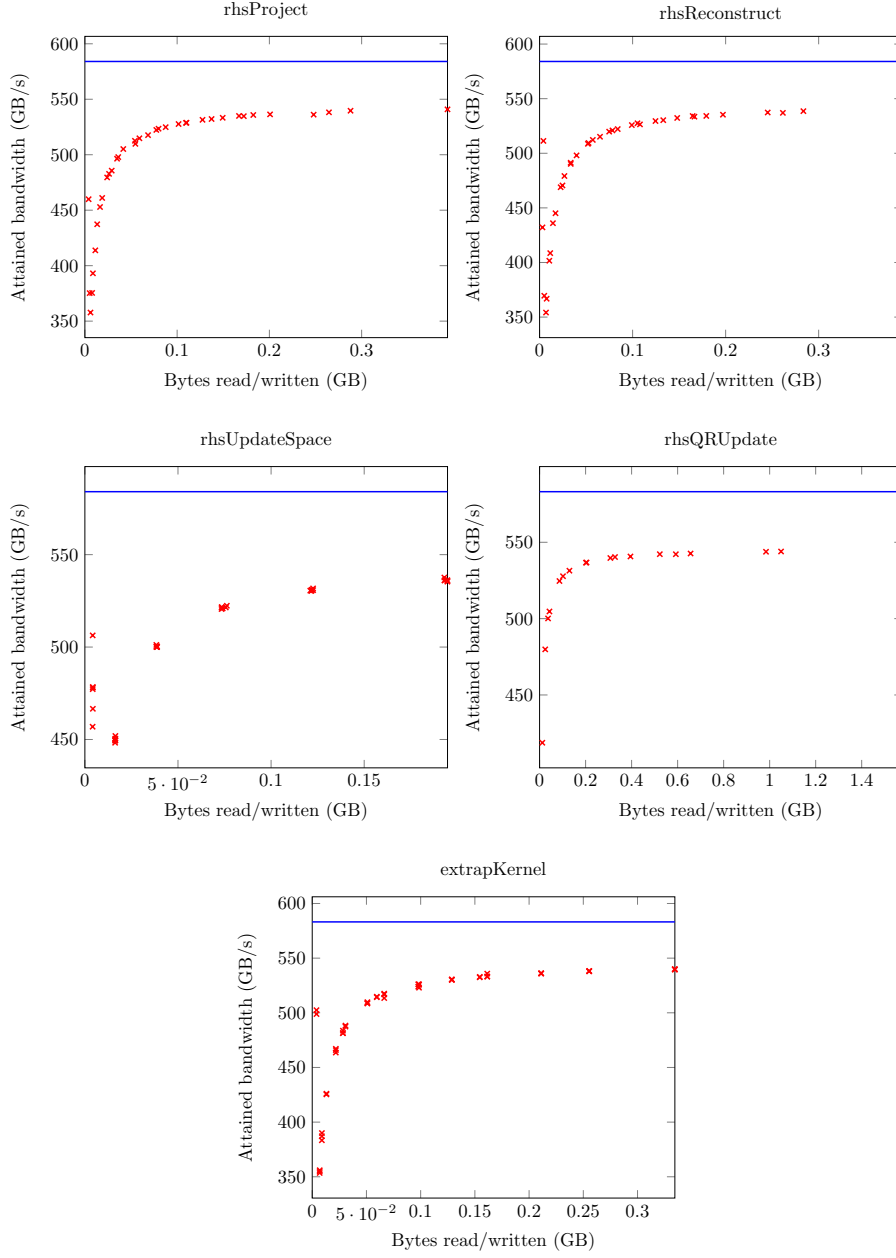 rhsProject
600
550
500
450
400
350
0
0.1
0.2
0.3
Bytes read/written (GB)
Attained bandwidth (GB/s)
rhsReconstruct
600
550
500
450
400
350
0
0.1
0.2
0.3
Bytes read/written (GB)
Attained bandwidth (GB/s)
rhsUpdateSpace
550
500
450
0
5 · 10^-2
0.1
0.15
Bytes read/written (GB)
Attained bandwidth (GB/s)
rhsQRUpdate
550
500
450
0
0.2
0.4
0.6
0.8
1
1.2
1.4
Bytes read/written (GB)
Attained bandwidth (GB/s)
extrapKernel
600
550
500
450
400
350
0
5 · 10^-2
0.1
0.15
0.2
0.25
0.3
Bytes read/written (GB)
Attained bandwidth (GB/s)